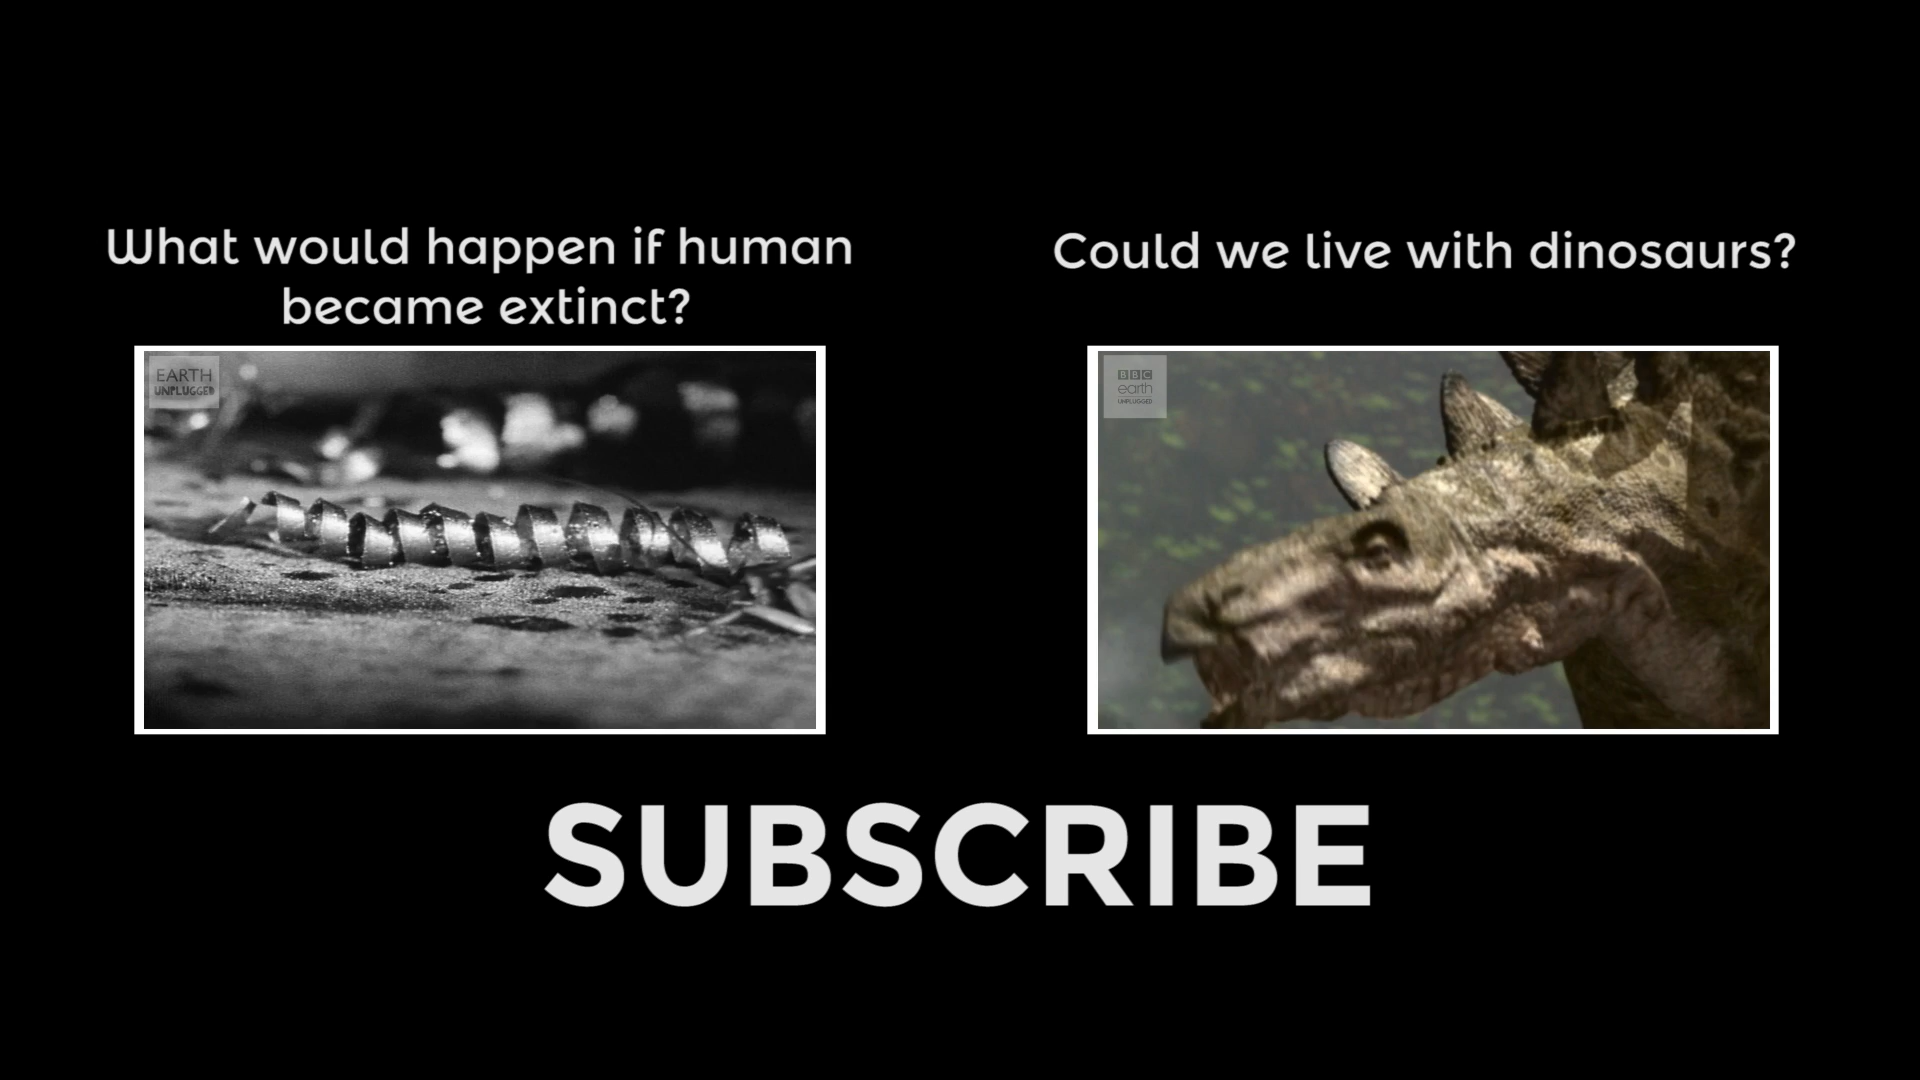 What would happen if human
became extinct?
Could we live with dinosaurs?
EARTH
UNPLUGGED
BBC
earth
UNPLUGGED
SUBSCRIBE